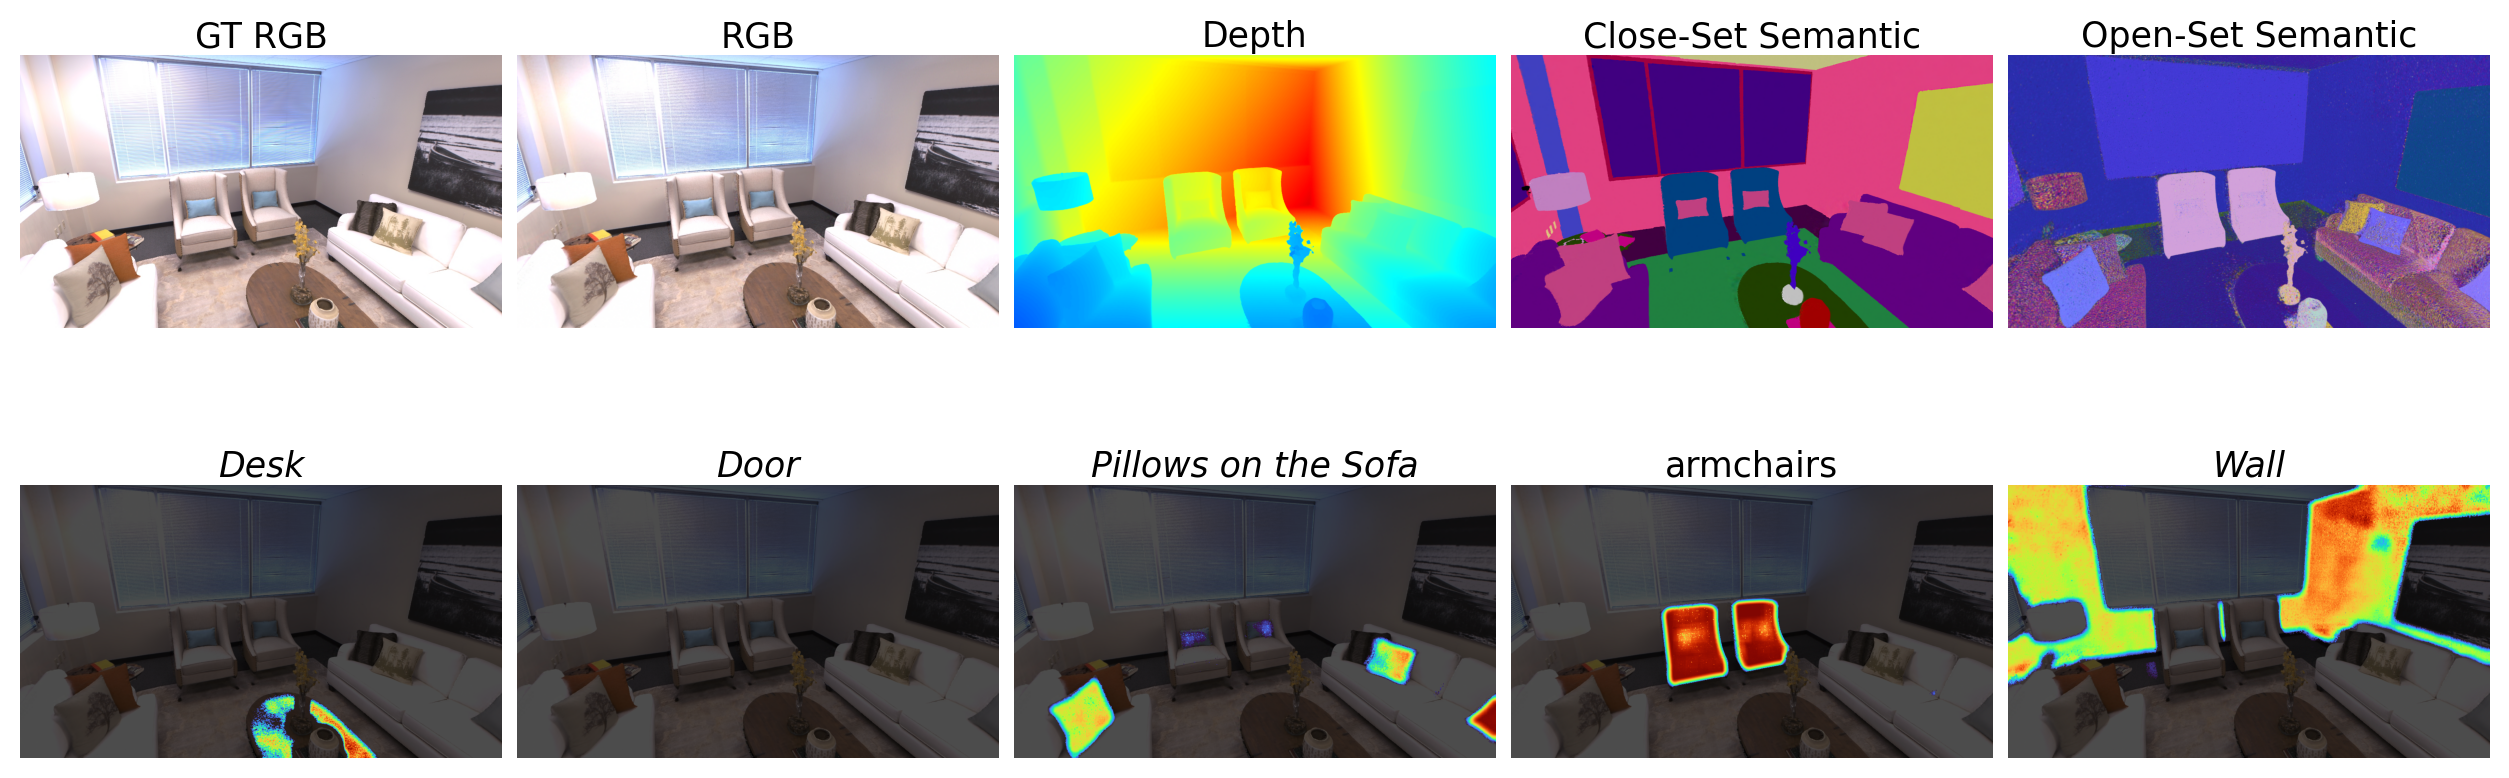 GT RGB
RGB
Depth
Close-Set Semantic
Open-Set Semantic
Desk
Door
Pillows on the Sofa
armchairs
Wall